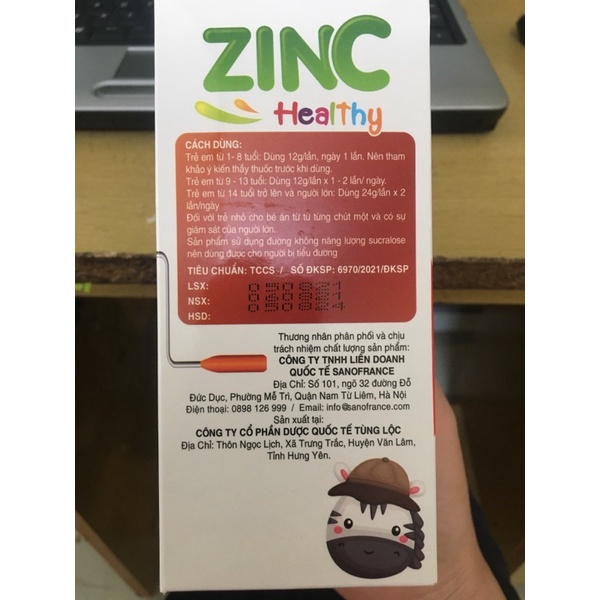 ZINC
Healthy
CÁCH DÙNG:
Trẻ em từ 1- 8 tuổi: Dùng 12g/lần, ngày 1 lần. Nên tham
khảo ý kiến thầy thuốc trước khi dùng.
Trẻ em từ 9 - 13 tuổi: Dùng 12g/lần x 1 - 2 lần/ ngày.
Trẻ em từ 14 tuổi trở lên và người lớn: Dùng 24g/lần x 2
lần/ngày
Đối với trẻ nhỏ cho bé ăn từ từ từng chút một và có sự
giám sát của người lớn.
Sản phẩm sử dụng đường không năng lượng sucralose
nên dùng được cho người bị tiểu đường
TIÊU CHUẨN: TCCS / SỐ ĐKSP: 6970/2021/ĐKSP
LSX: 050821
NSX: 060821
HSD: 050824
Thương nhân phân phối và chịu
trách nhiệm chất lượng sản phẩm:
CÔNG TY TNHH LIÊN DOANH
QUỐC TẾ SANOFRANCE
Địa Chỉ: Số 101, ngõ 32 đường Đỗ
Đức Dục, Phường Mễ Trì, Quận Nam Từ Liêm, Hà Nội
Điện thoại: 0898 126 999 / Email: info@sanofrance.com
Sản xuất tại:
CÔNG TY CỔ PHẦN DƯỢC QUỐC TẾ TÙNG LỘC
Địa Chỉ: Thôn Ngọc Lịch, Xã Trưng Trắc, Huyện Văn Lâm,
Tỉnh Hưng Yên.